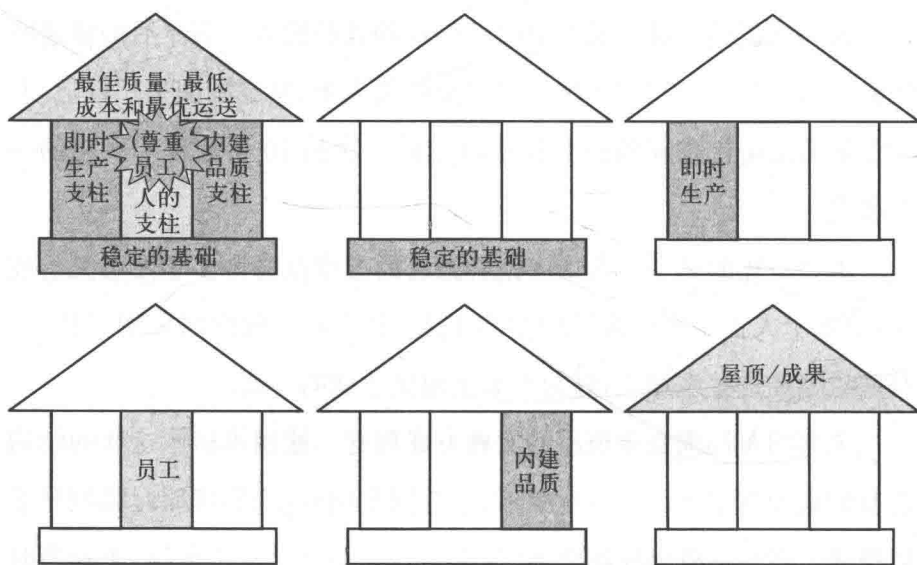 最佳质量、最低
成本和最优运送
即时
生产
支柱
(尊重
员工)
内建
品质
支柱
人的
支柱
稳定的基础
稳定的基础
即时
生产
员工
内建
品质
屋顶/成果